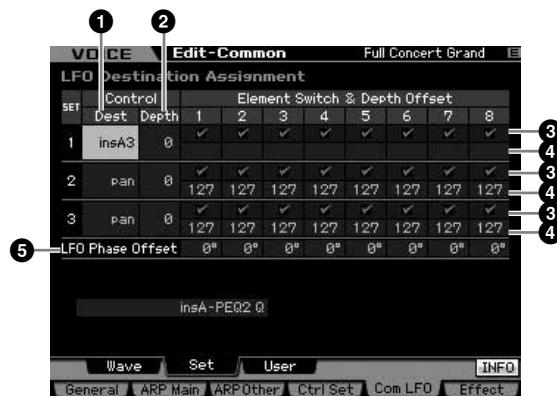 1 2
VOICE Edit-Common Full Concert Grand E
LFO Destination Assignment
SET Control Element Switch & Depth Offset
Dest Depth 1 2 3 4 5 6 7 8
1 insA3 0 ✓ ✓ ✓ ✓ ✓ ✓ ✓ ✓ 3
4
2 pan 0 ✓ ✓ ✓ ✓ ✓ ✓ ✓ ✓ 3
127 127 127 127 127 127 127 127 4
3 pan 0 ✓ ✓ ✓ ✓ ✓ ✓ ✓ ✓ 3
127 127 127 127 127 127 127 127 4
5 LFO Phase Offset 0° 0° 0° 0° 0° 0° 0° 0°
insA-PEQ2 Q
Wave Set User INFO
General ARP Main ARPOther Ctrl Set Com LFO Effect